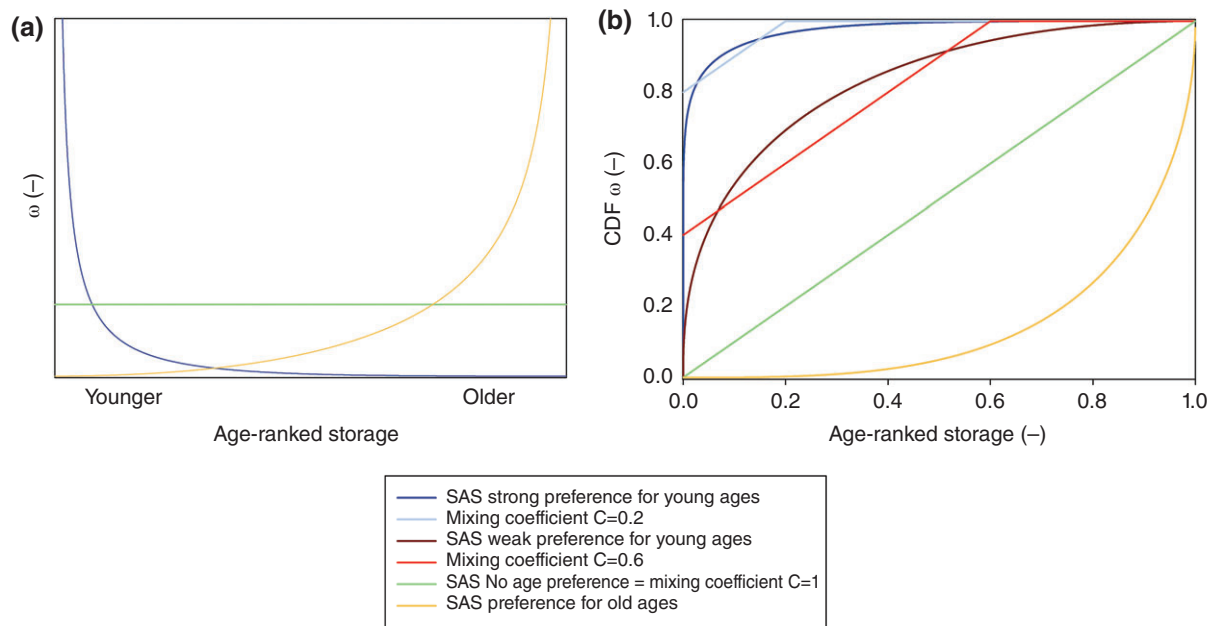 (a)
ω (–)
Younger
Older
Age-ranked storage
(b)
CDF ω (–)
1.0
0.8
0.6
0.4
0.2
0.0
0.0
0.2
0.4
0.6
0.8
1.0
Age-ranked storage (–)
SAS strong preference for young ages
Mixing coefficient C=0.2
SAS weak preference for young ages
Mixing coefficient C=0.6
SAS No age preference = mixing coefficient C=1
SAS preference for old ages